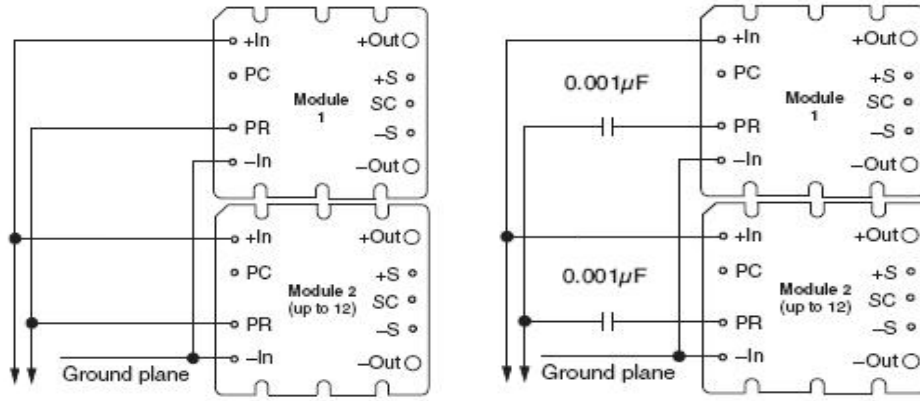 +In
+Out
PC
+S
Module
1
SC
PR
–S
–In
–Out
+In
+Out
PC
+S
Module 2
(up to 12)
SC
PR
–S
–In
–Out
Ground plane
+In
+Out
0.001µF
PC
+S
Module
1
SC
PR
–S
–In
–Out
+In
+Out
0.001µF
PC
+S
Module 2
(up to 12)
SC
PR
–S
–In
–Out
Ground plane